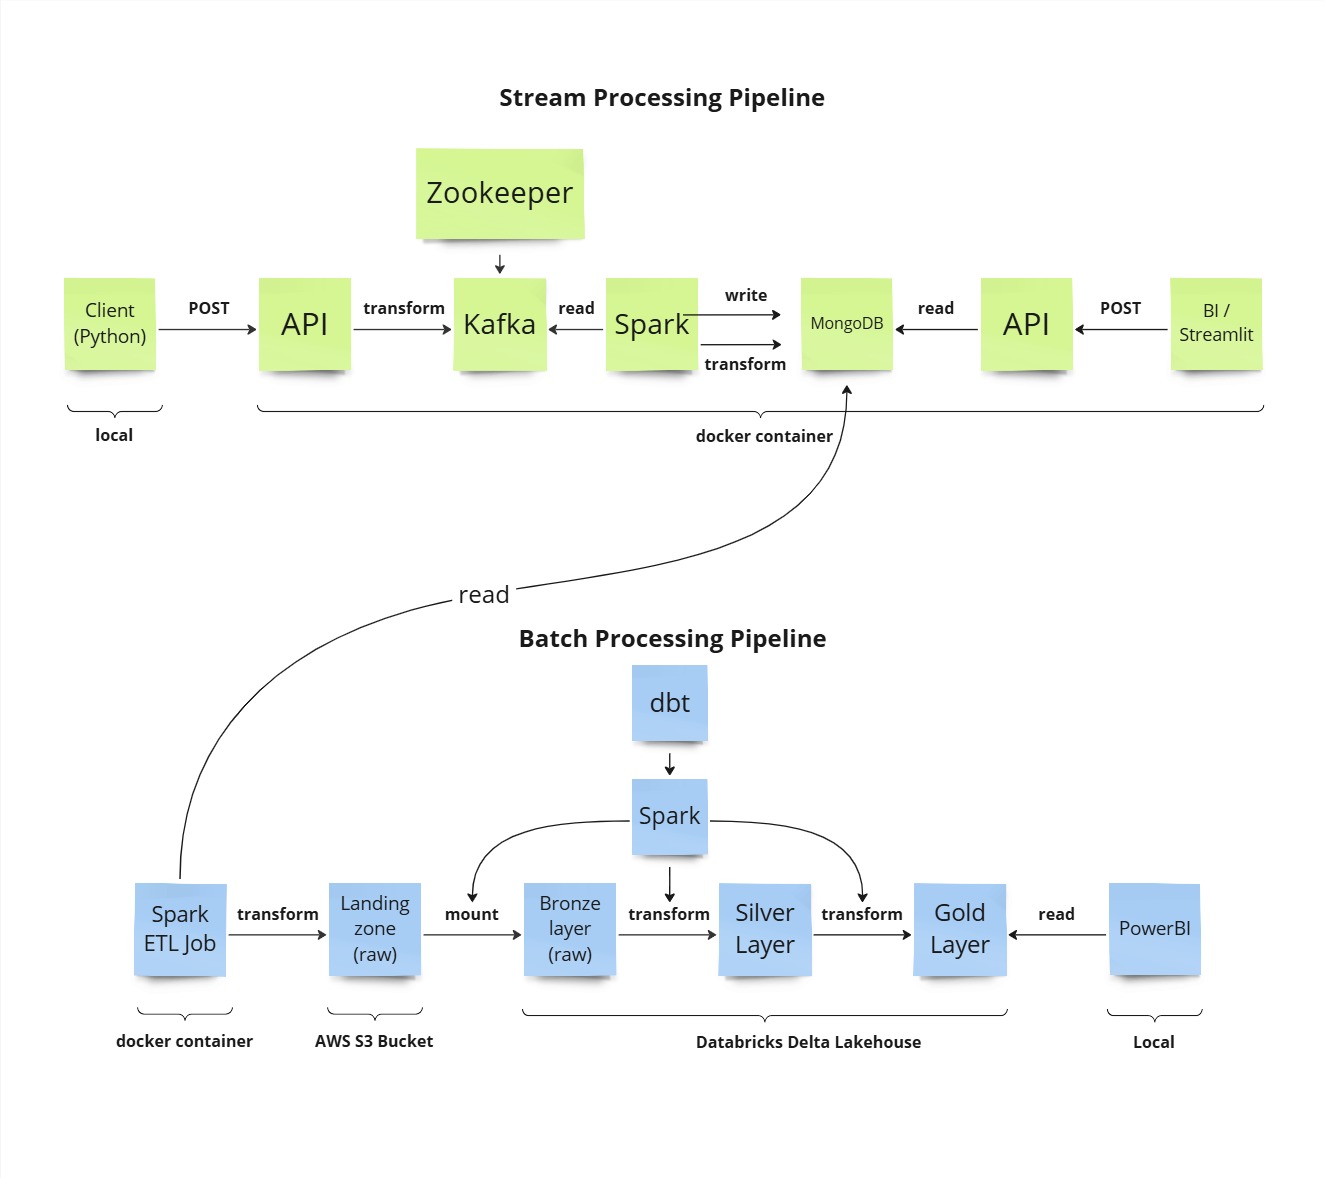 Stream Processing Pipeline
Zookeeper
Client
(Python)
POST
API
transform
Kafka
read
Spark
write
transform
MongoDB
read
API
POST
BI /
Streamlit
local
docker container
read
Batch Processing Pipeline
dbt
Spark
Spark
ETL Job
transform
Landing
zone
(raw)
mount
Bronze
layer
(raw)
transform
Silver
Layer
transform
Gold
Layer
read
PowerBI
docker container
AWS S3 Bucket
Databricks Delta Lakehouse
Local